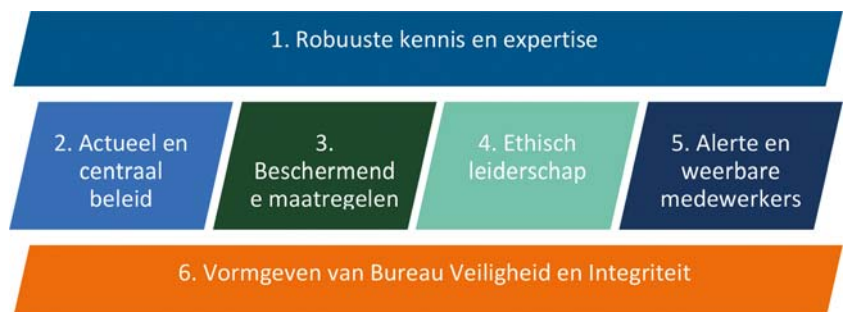 1. Robuuste kennis en expertise
2. Actueel en
centraal
beleid
3.
Beschermend
e maatregelen
4. Ethisch
leiderschap
5. Alerte en
weerbare
medewerkers
6. Vormgeven van Bureau Veiligheid en Integriteit